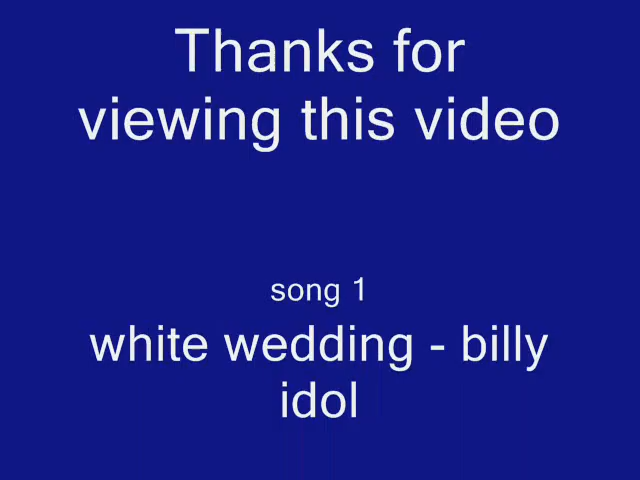 Thanks for
viewing this video
song 1
white wedding - billy
idol